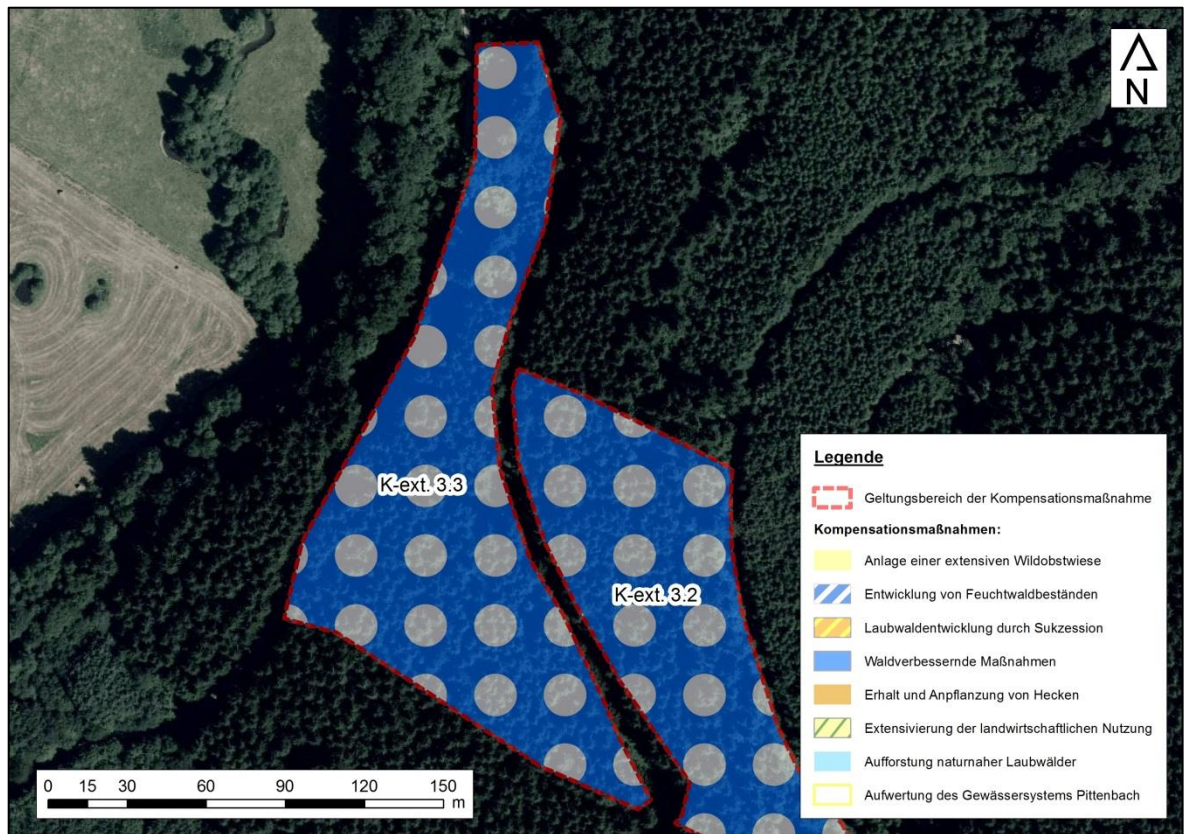 N
K-ext. 3.3
K-ext. 3.2
Legende
Geltungsbereich der Kompensationsmaßnahme
Kompensationsmaßnahmen:
Anlage einer extensiven Wildobstwiese
Entwicklung von Feuchtwaldbeständen
Laubwaldentwicklung durch Sukzession
Waldverbessernde Maßnahmen
Erhalt und Anpflanzung von Hecken
Extensivierung der landwirtschaftlichen Nutzung
Aufforstung naturnaher Laubwälder
Aufwertung des Gewässersystems Pittenbach
0 15 30 60 90 120 150
m